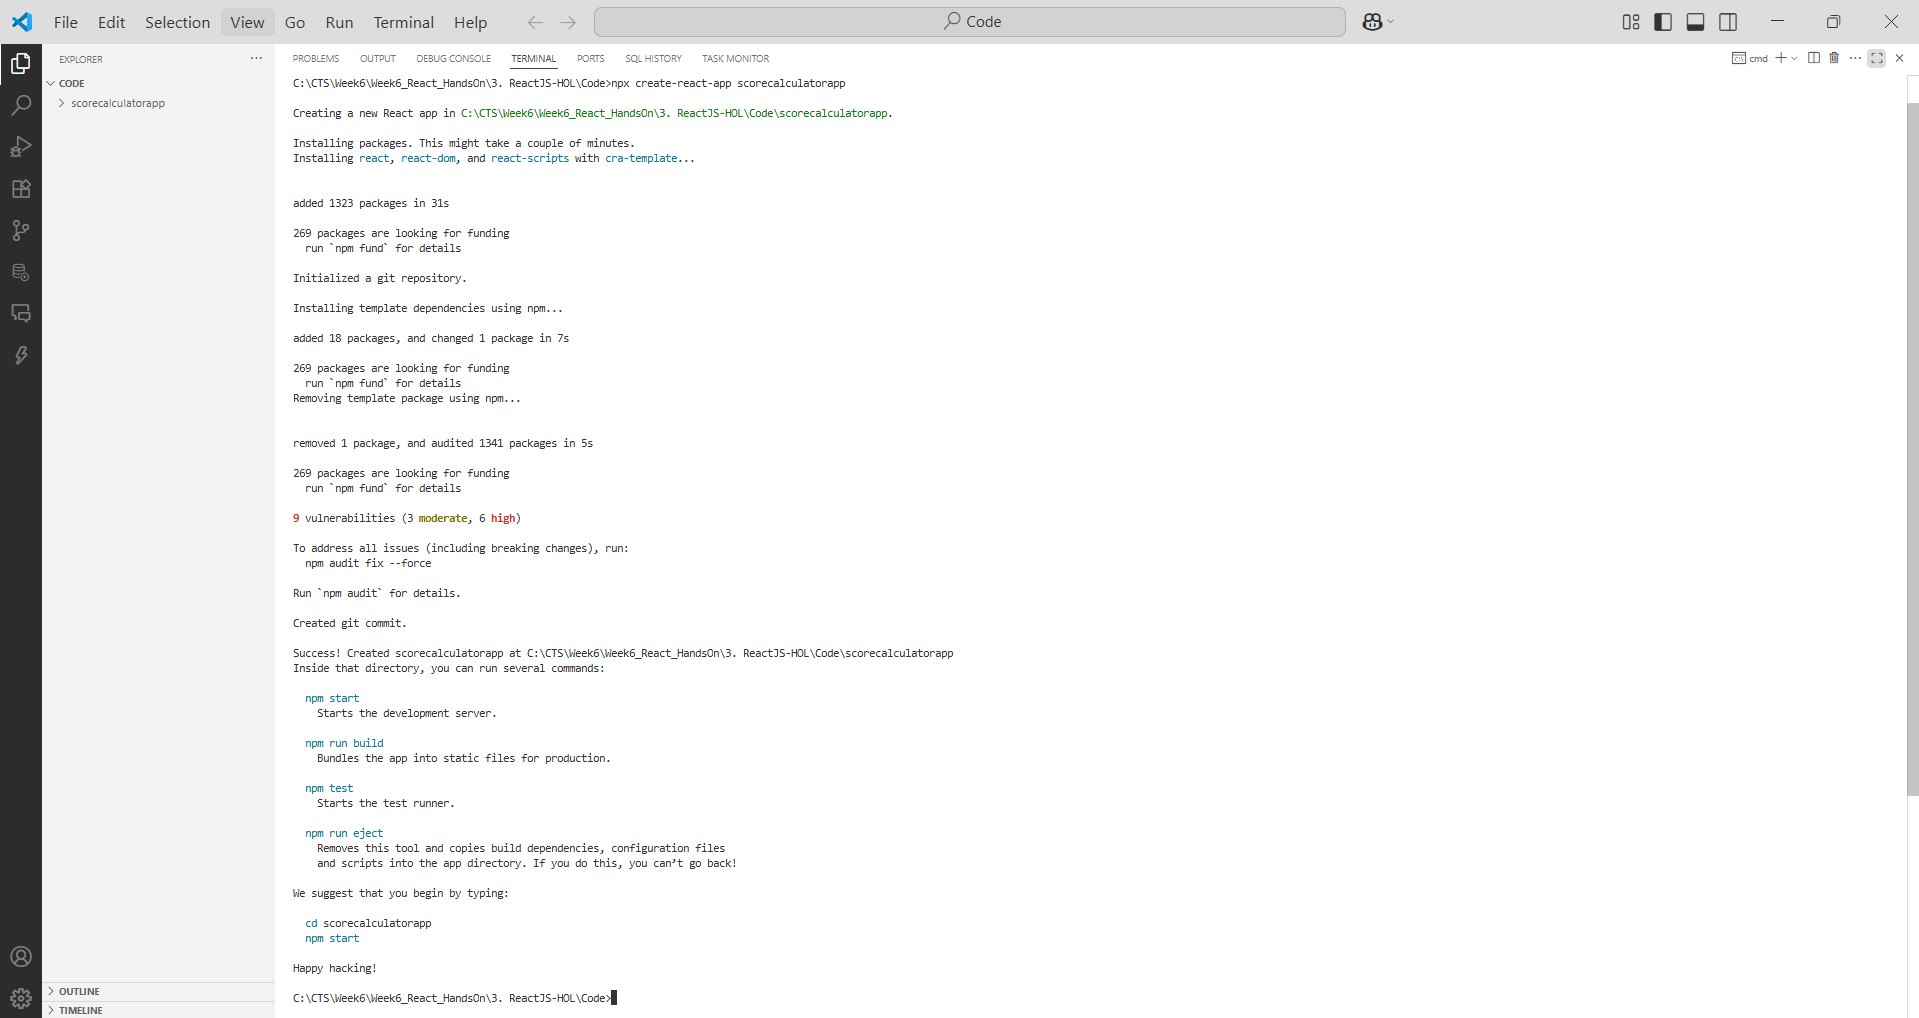 File Edit Selection View Go Run Terminal Help
Code
EXPLORER
CODE
scorecalculatorapp
OUTLINE
TIMELINE
PROBLEMS OUTPUT DEBUG CONSOLE TERMINAL PORTS SQL HISTORY TASK MONITOR
cmd
C:\CTS\Week6\Week6_React_HandsOn\3. ReactJS-HOL\Code>npx create-react-app scorecalculatorapp
Creating a new React app in C:\CTS\Week6\Week6_React_HandsOn\3. ReactJS-HOL\Code\scorecalculatorapp.
Installing packages. This might take a couple of minutes.
Installing react, react-dom, and react-scripts with cra-template...
added 1323 packages in 31s
269 packages are looking for funding
run `npm fund` for details
Initialized a git repository.
Installing template dependencies using npm...
added 18 packages, and changed 1 package in 7s
269 packages are looking for funding
run `npm fund` for details
Removing template package using npm...
removed 1 package, and audited 1341 packages in 5s
269 packages are looking for funding
run `npm fund` for details
9 vulnerabilities (3 moderate, 6 high)
To address all issues (including breaking changes), run:
npm audit fix --force
Run `npm audit` for details.
Created git commit.
Success! Created scorecalculatorapp at C:\CTS\Week6\Week6_React_HandsOn\3. ReactJS-HOL\Code\scorecalculatorapp
Inside that directory, you can run several commands:
npm start
Starts the development server.
npm run build
Bundles the app into static files for production.
npm test
Starts the test runner.
npm run eject
Removes this tool and copies build dependencies, configuration files
and scripts into the app directory. If you do this, you can’t go back!
We suggest that you begin by typing:
cd scorecalculatorapp
npm start
Happy hacking!
C:\CTS\Week6\Week6_React_HandsOn\3. ReactJS-HOL\Code>